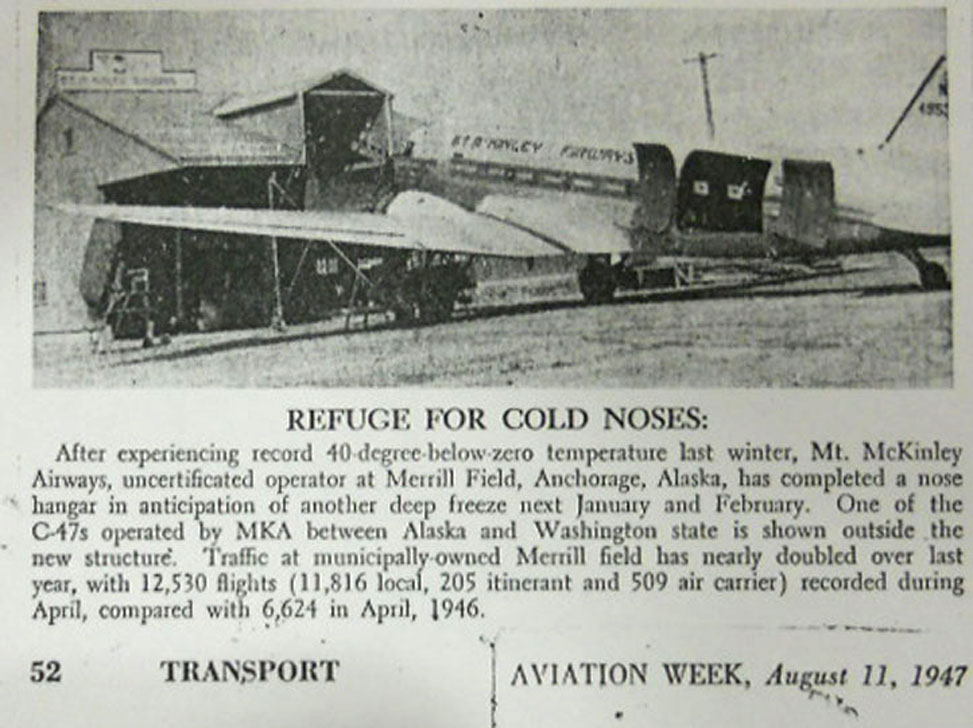 MT. McKINLEY AIRWAYS
N
495
REFUGE FOR COLD NOSES:
After experiencing record 40-degree-below-zero temperature last winter, Mt. McKinley
Airways, uncertificated operator at Merrill Field, Anchorage, Alaska, has completed a nose
hangar in anticipation of another deep freeze next January and February. One of the
C-47s operated by MKA between Alaska and Washington state is shown outside the
new structure. Traffic at municipally-owned Merrill field has nearly doubled over last
year, with 12,530 flights (11,816 local, 205 itinerant and 509 air carrier) recorded during
April, compared with 6,624 in April, 1946.
52 TRANSPORT
AVIATION WEEK, August 11, 1947